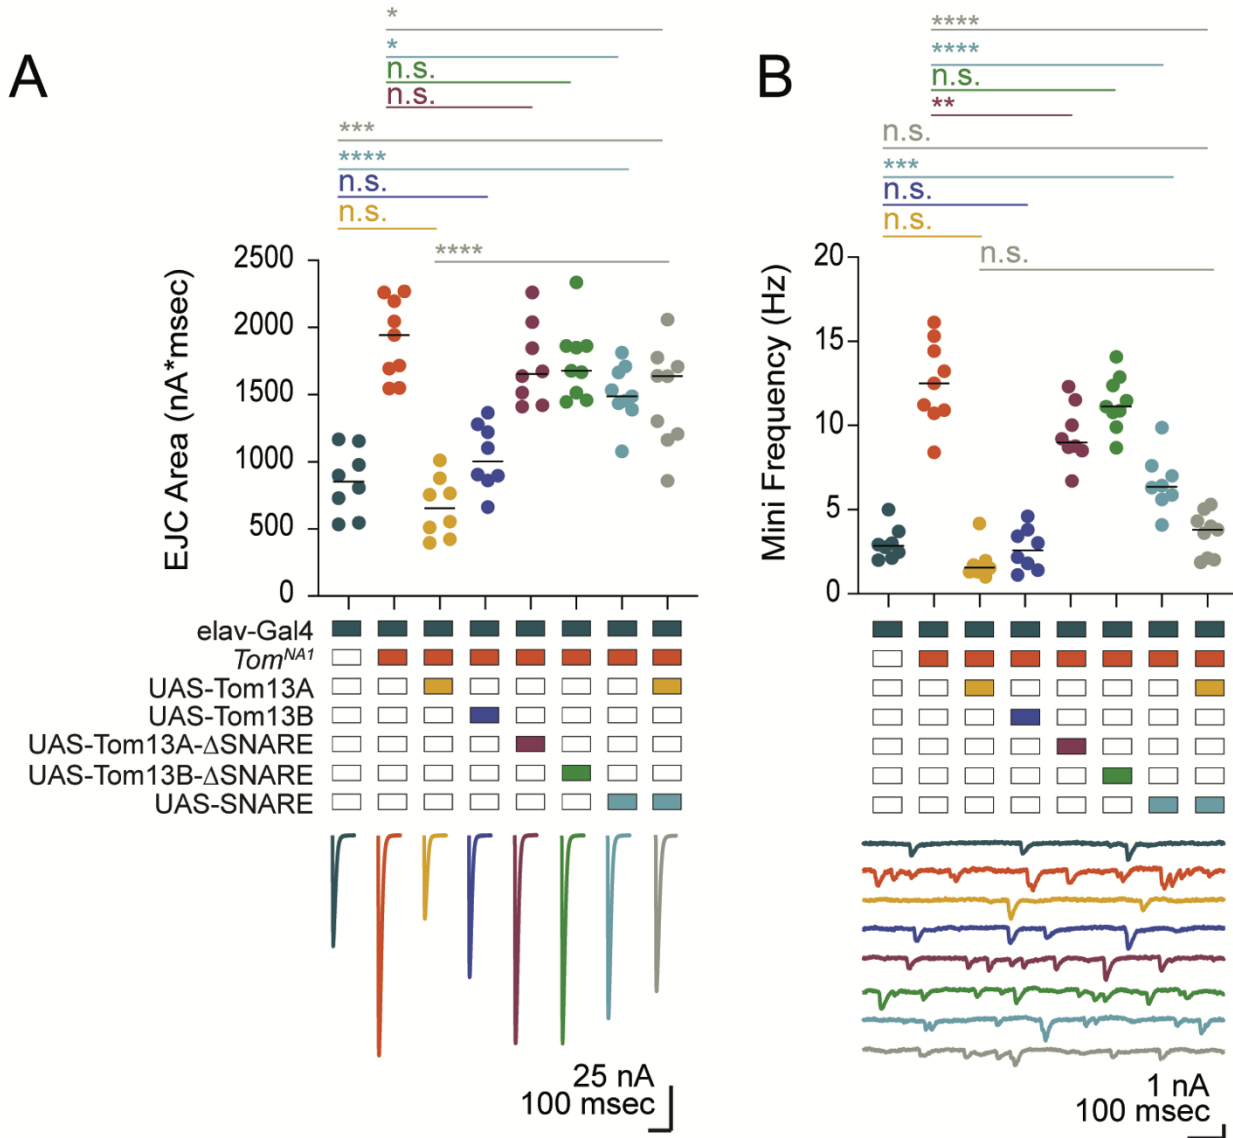 A
*
*
n.s.
n.s.
***
****
n.s.
n.s.
****
EJC Area (nA*msec)
2500
2000
1500
1000
500
0
elav-Gal4
Tom^NA1
UAS-Tom13A
UAS-Tom13B
UAS-Tom13A-ΔSNARE
UAS-Tom13B-ΔSNARE
UAS-SNARE
25 nA
100 msec
B
****
****
n.s.
**
n.s.
***
n.s.
n.s.
n.s.
Mini Frequency (Hz)
20
15
10
5
0
1 nA
100 msec